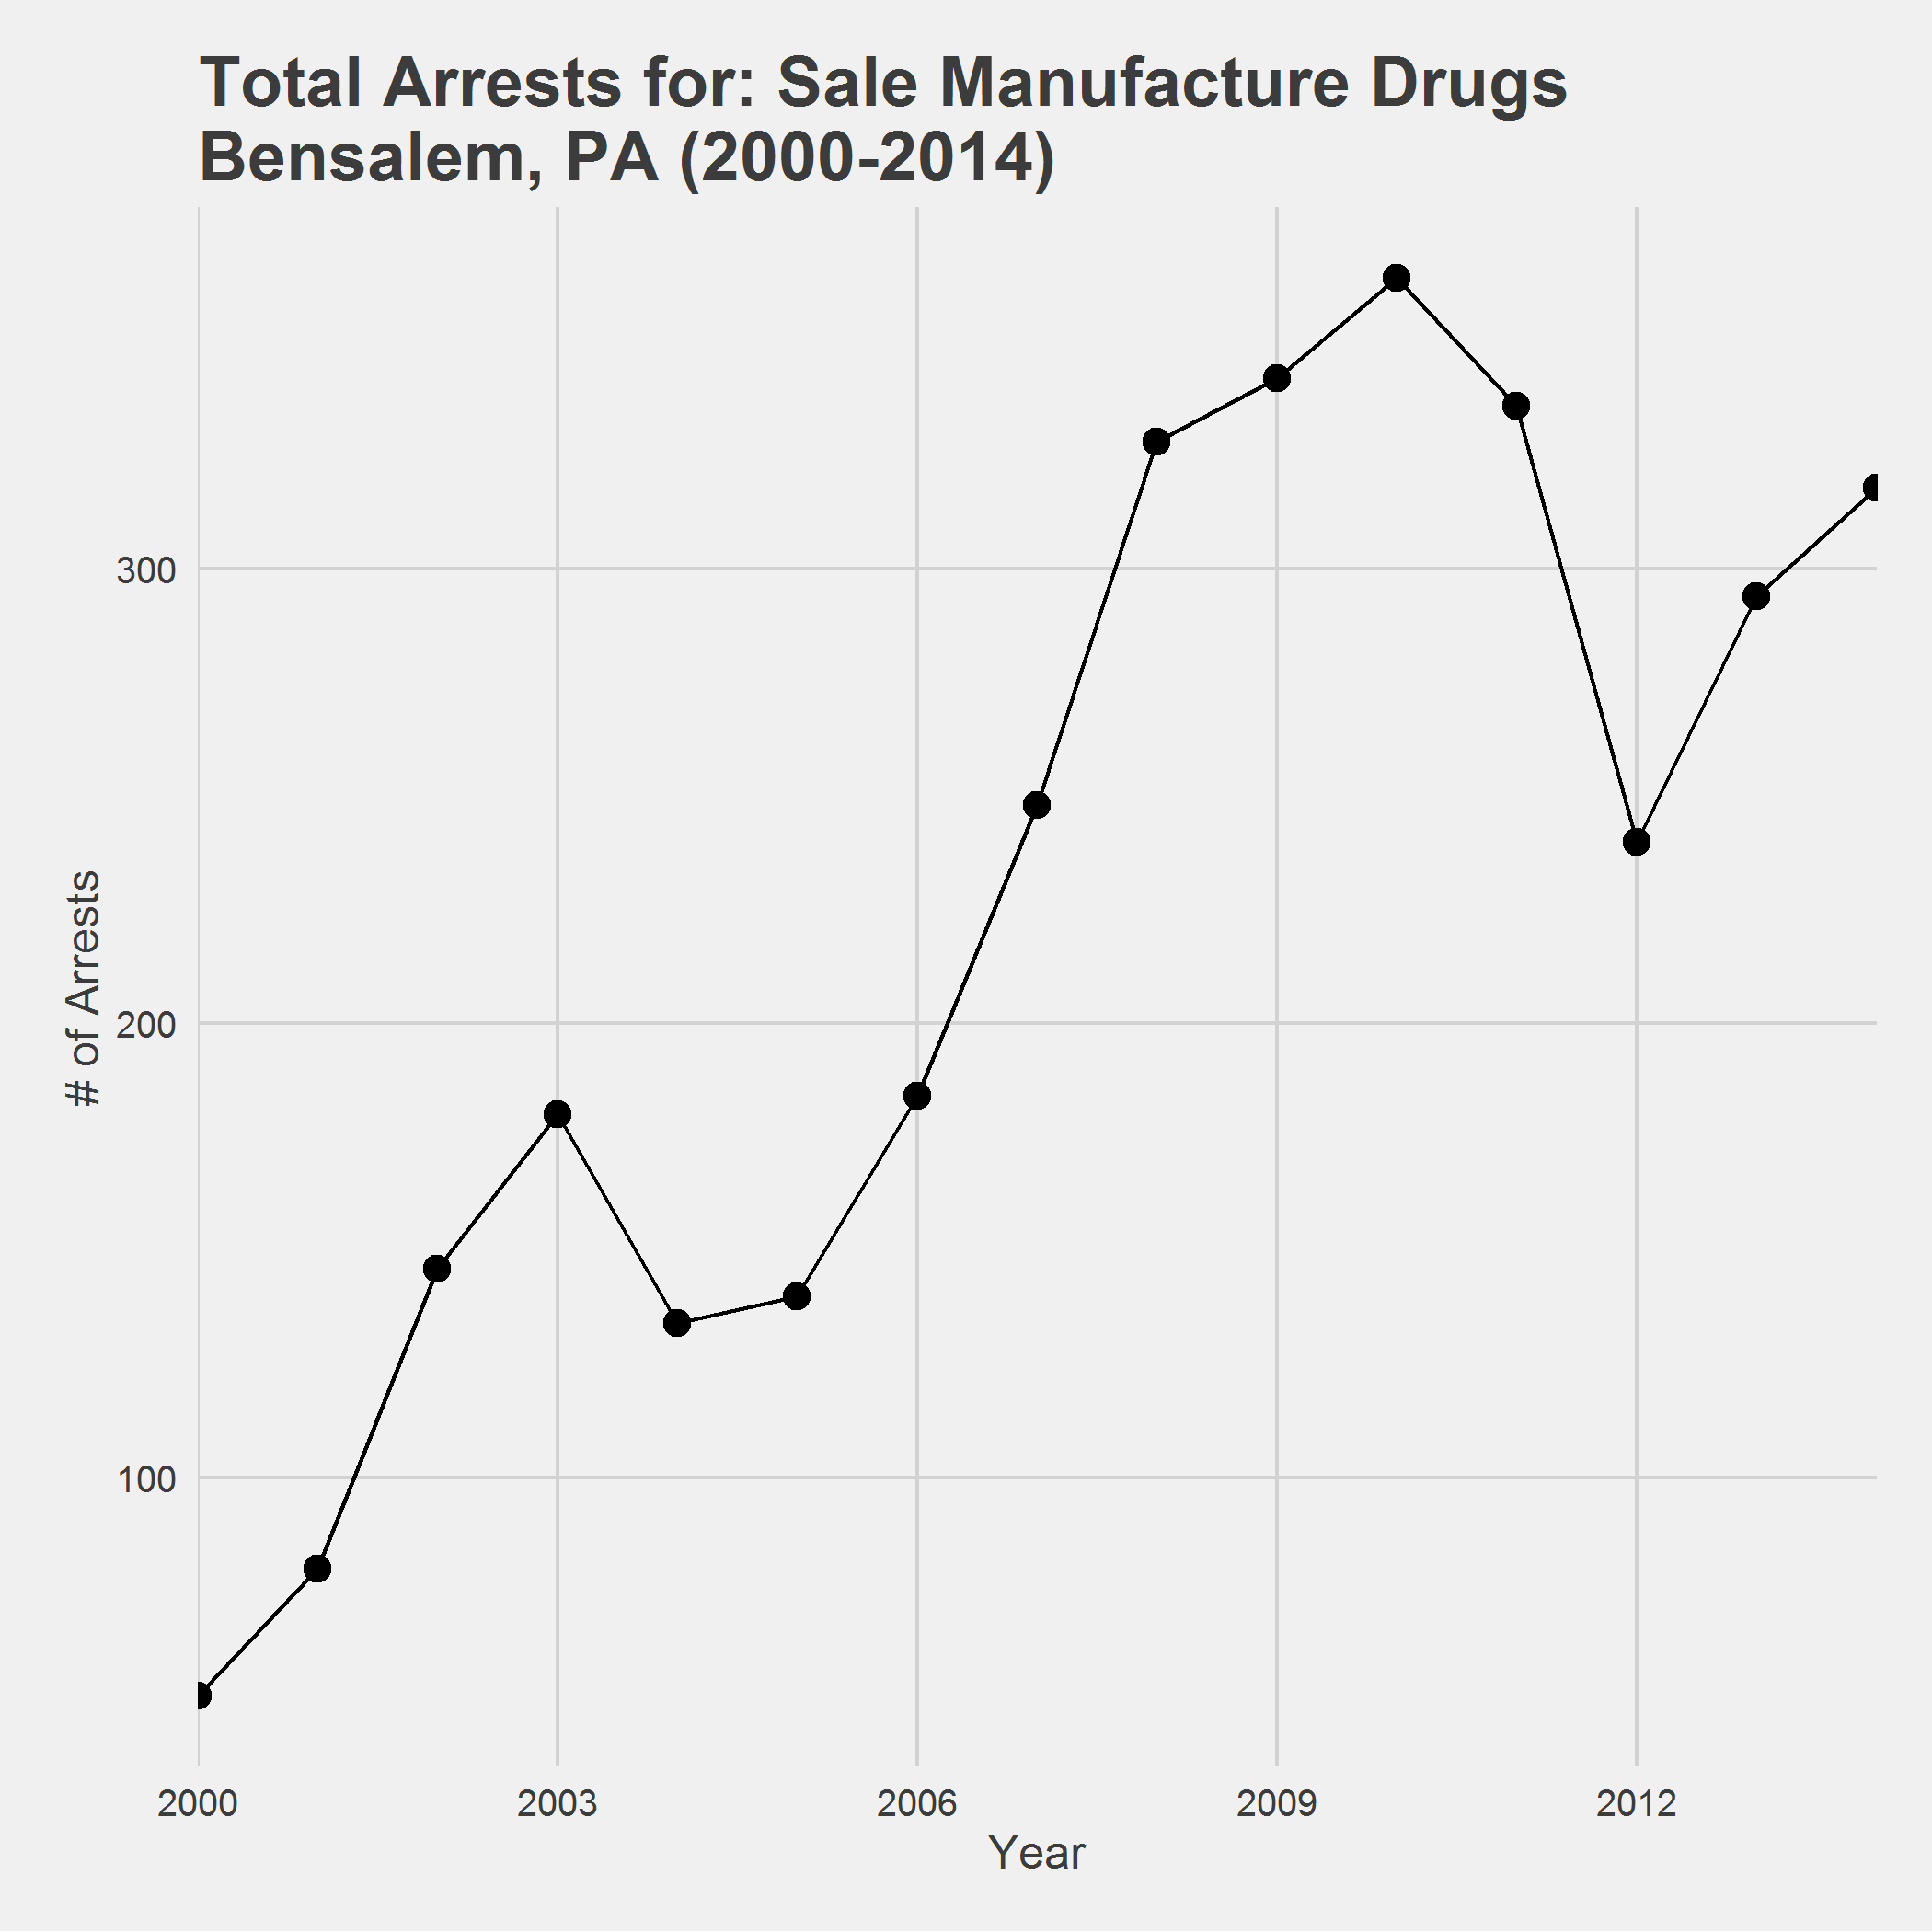 Total Arrests for: Sale Manufacture Drugs
Bensalem, PA (2000-2014)
# of Arrests
300
200
100
2000 2003 2006 2009 2012
Year